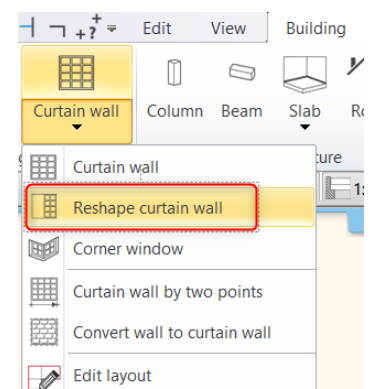 Edit View Building
Curtain wall Column Beam Slab
Curtain wall
Reshape curtain wall
Corner window
Curtain wall by two points
Convert wall to curtain wall
Edit layout